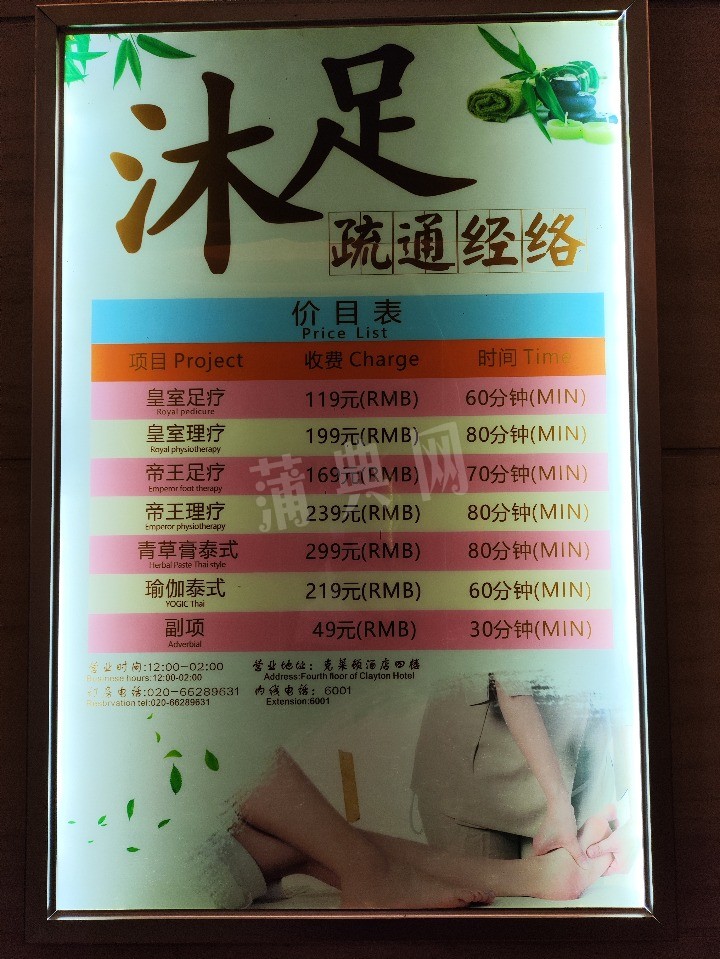 沐足
疏通经络
价目表
Price List
项目 Project 收费 Charge 时间 Time
皇室足疗 119元(RMB) 60分钟(MIN)
Royal pedicure
皇室理疗 199元(RMB) 80分钟(MIN)
Royal physiotherapy
帝王足疗 169元(RMB) 70分钟(MIN)
Emperor foot therapy
帝王理疗 239元(RMB) 80分钟(MIN)
Emperor physiotherapy
青草膏泰式 299元(RMB) 80分钟(MIN)
Herbal Paste Thai style
瑜伽泰式 219元(RMB) 60分钟(MIN)
YOGIC Thai
副项 49元(RMB) 30分钟(MIN)
Adverbial
蒲典网
营业时间:12:00-02:00 营业地址：克莱顿酒店四楼
Business hours:12:00-02:00 Address:Fourth floor of Clayton Hotel
电话:020-66289631 内线电话：6001
tel:020-66289631 Extension:6001